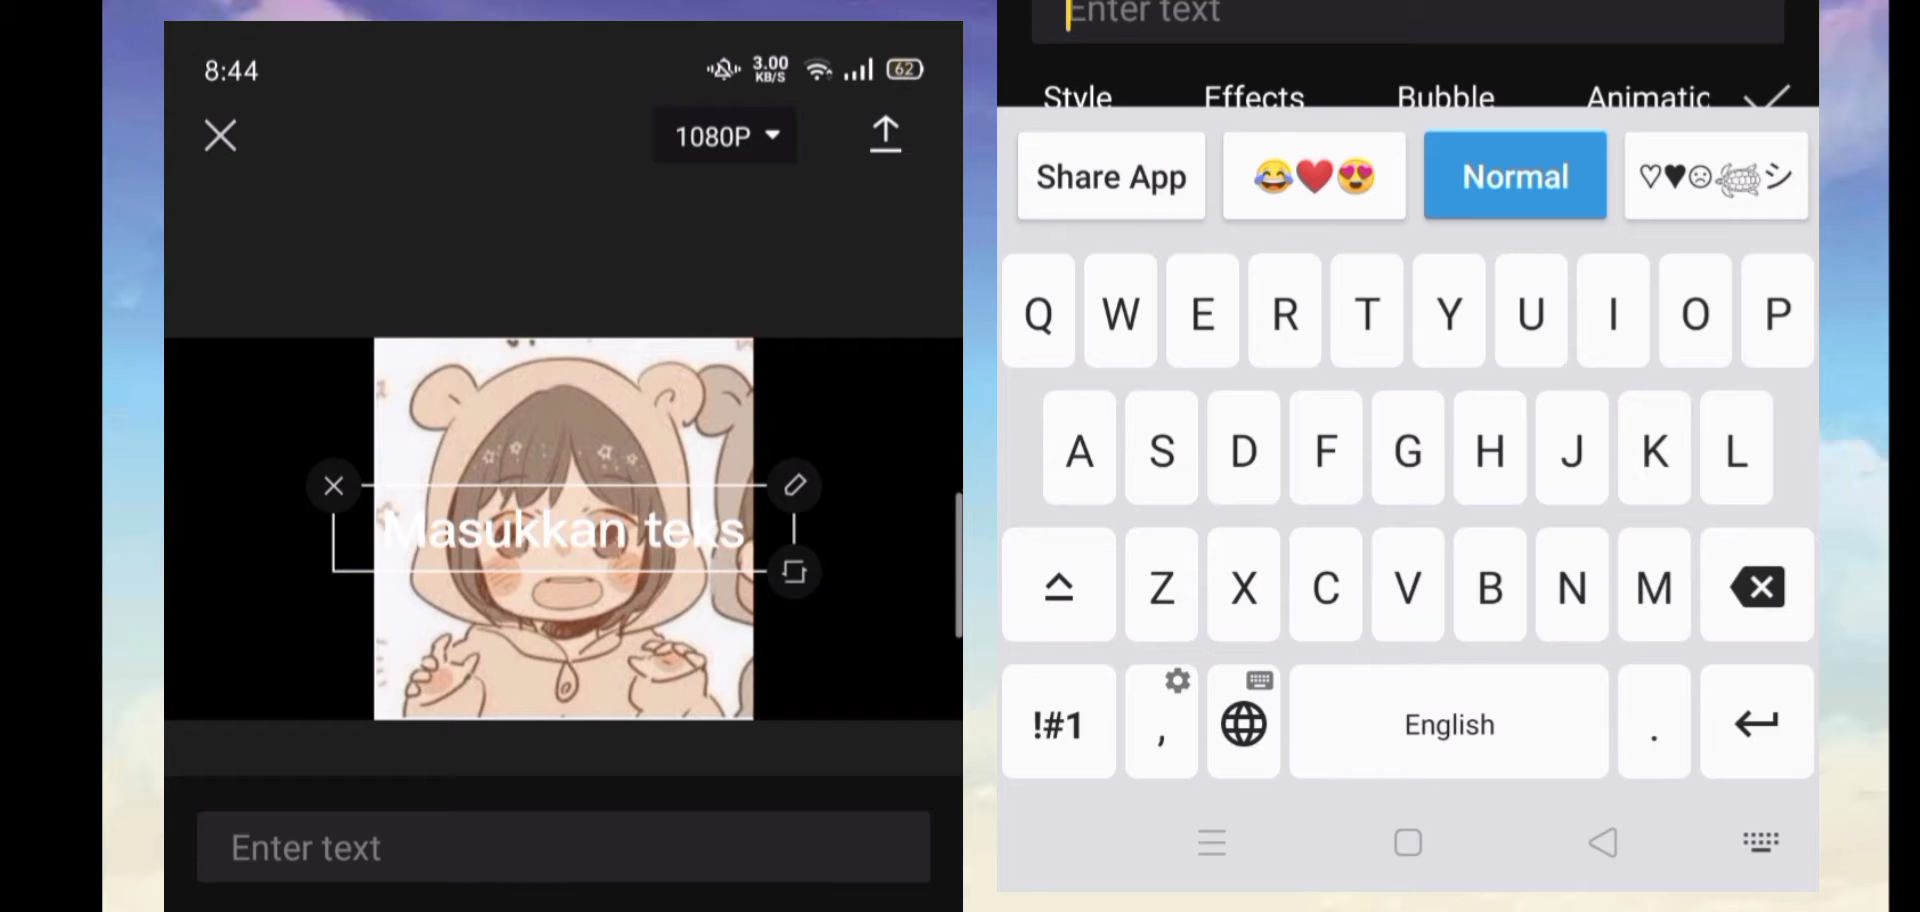 8:44
3.00
KB/S
62
1080P
Masukkan teks
Enter text
Enter text
Style Effects Bubble Animatic
Share App 😂❤️😍 Normal ♡♥☹🐢シ
Q W E R T Y U I O P
A S D F G H J K L
Z X C V B N M
!#1 , English .